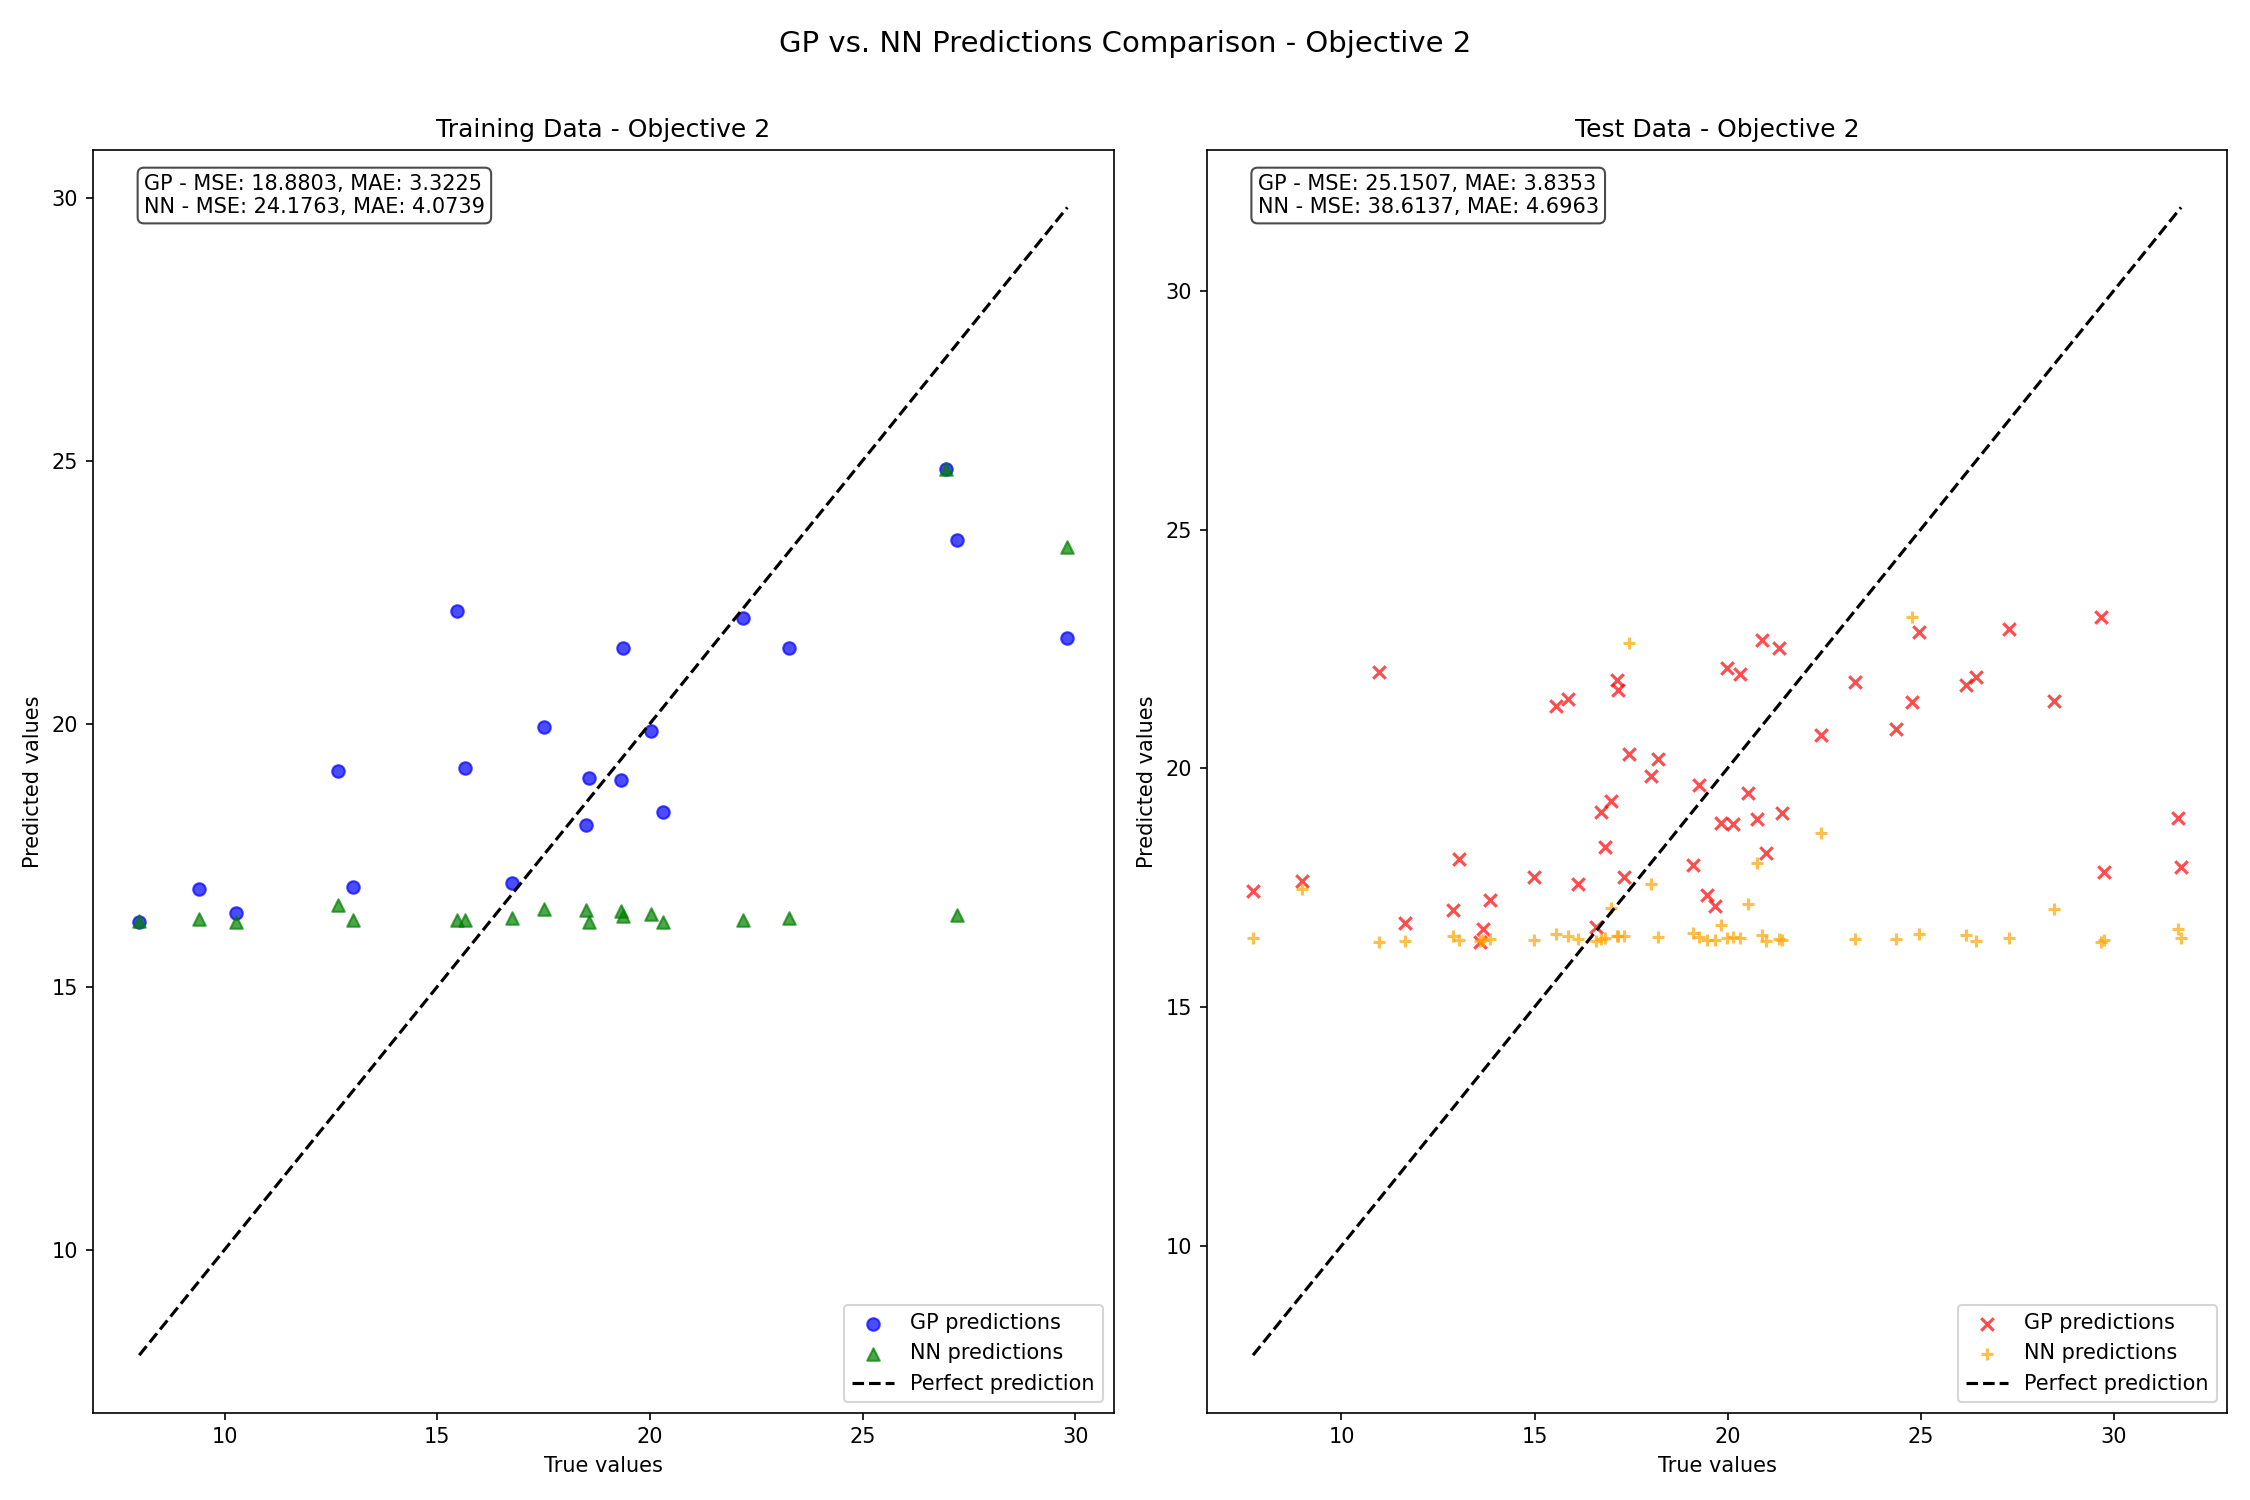 GP vs. NN Predictions Comparison - Objective 2
Training Data - Objective 2
GP - MSE: 18.8803, MAE: 3.3225
NN - MSE: 24.1763, MAE: 4.0739
30
25
20
15
10
Predicted values
10
15
20
25
30
True values
GP predictions
NN predictions
Perfect prediction
Test Data - Objective 2
GP - MSE: 25.1507, MAE: 3.8353
NN - MSE: 38.6137, MAE: 4.6963
30
25
20
15
10
Predicted values
10
15
20
25
30
True values
GP predictions
NN predictions
Perfect prediction